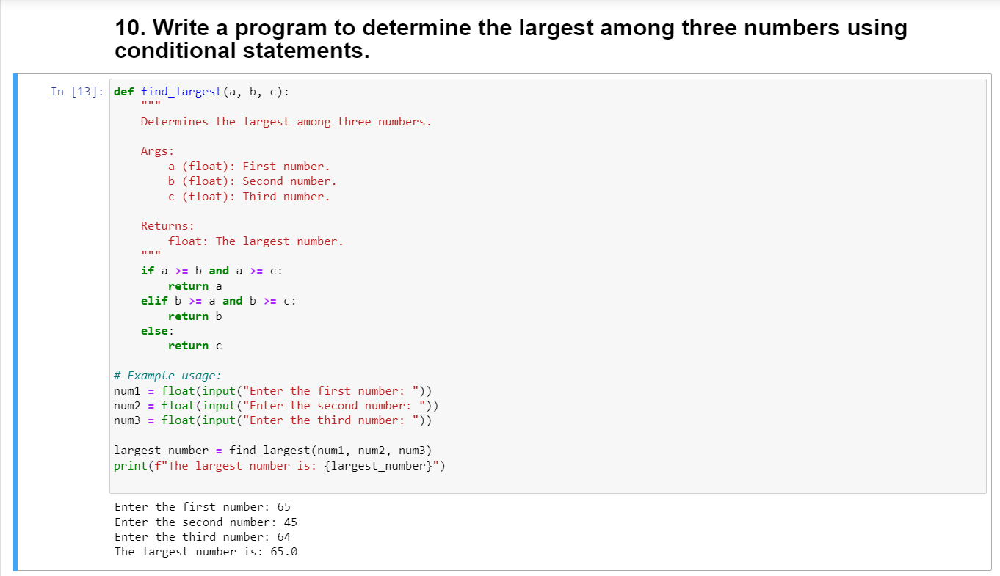 10. Write a program to determine the largest among three numbers using
conditional statements.
In [13]:
def find_largest(a, b, c):
    """
    Determines the largest among three numbers.

    Args:
        a (float): First number.
        b (float): Second number.
        c (float): Third number.

    Returns:
        float: The largest number.
    """
    if a >= b and a >= c:
        return a
    elif b >= a and b >= c:
        return b
    else:
        return c

# Example usage:
num1 = float(input("Enter the first number: "))
num2 = float(input("Enter the second number: "))
num3 = float(input("Enter the third number: "))

largest_number = find_largest(num1, num2, num3)
print(f"The largest number is: {largest_number}")
Enter the first number: 65
Enter the second number: 45
Enter the third number: 64
The largest number is: 65.0